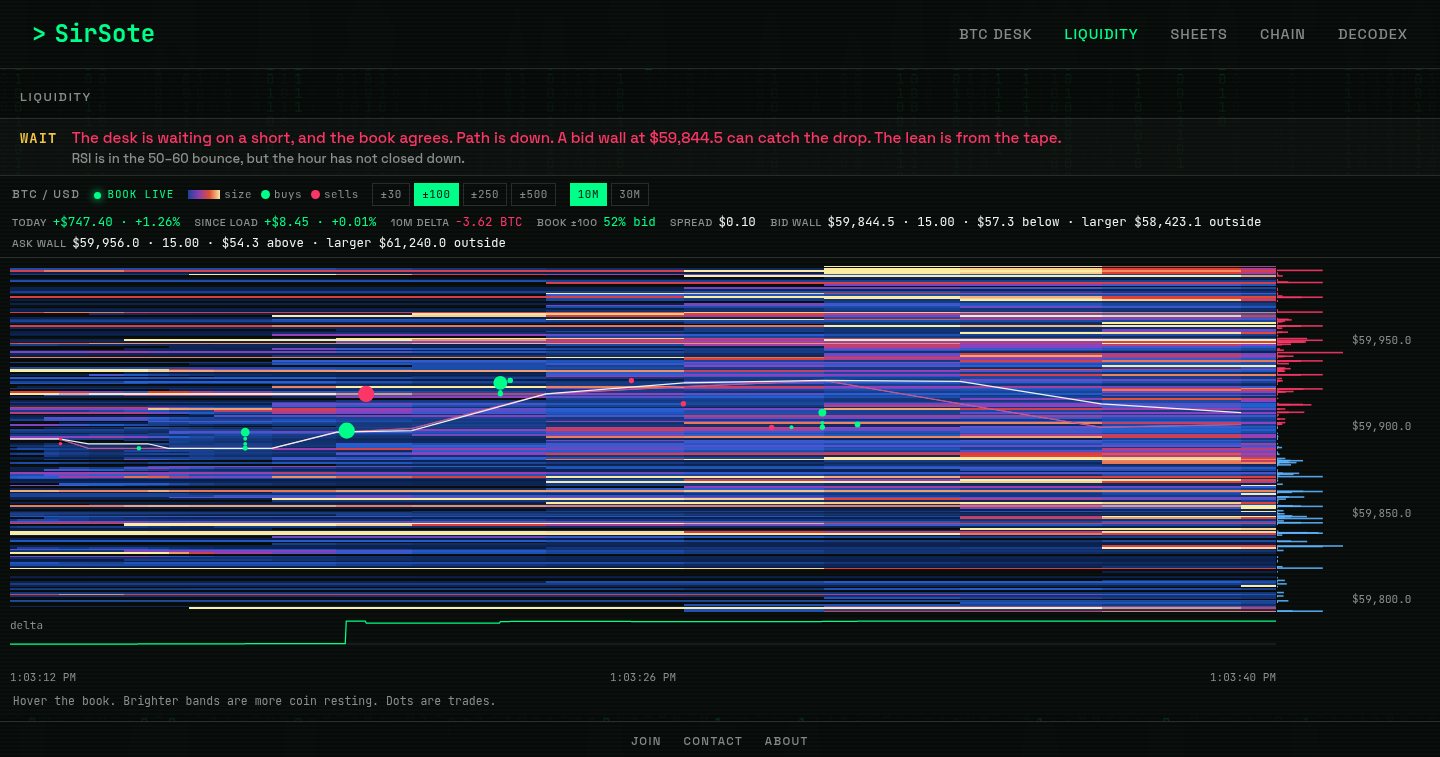 > SirSote
BTC DESK LIQUIDITY SHEETS CHAIN DECODEX
LIQUIDITY
WAIT The desk is waiting on a short, and the book agrees. Path is down. A bid wall at $59,844.5 can catch the drop. The lean is from the tape.
RSI is in the 50–60 bounce, but the hour has not closed down.
BTC / USD BOOK LIVE size buys sells ±30 ±100 ±250 ±500 10M 30M
TODAY +$747.40 · +1.26% SINCE LOAD +$8.45 · +0.01% 10M DELTA -3.62 BTC BOOK ±100 52% bid SPREAD $0.10 BID WALL $59,844.5 · 15.00 · $57.3 below · larger $58,423.1 outside
ASK WALL $59,956.0 · 15.00 · $54.3 above · larger $61,240.0 outside
$59,950.0
$59,900.0
$59,850.0
$59,800.0
delta
1:03:12 PM 1:03:26 PM 1:03:40 PM
Hover the book. Brighter bands are more coin resting. Dots are trades.
JOIN CONTACT ABOUT